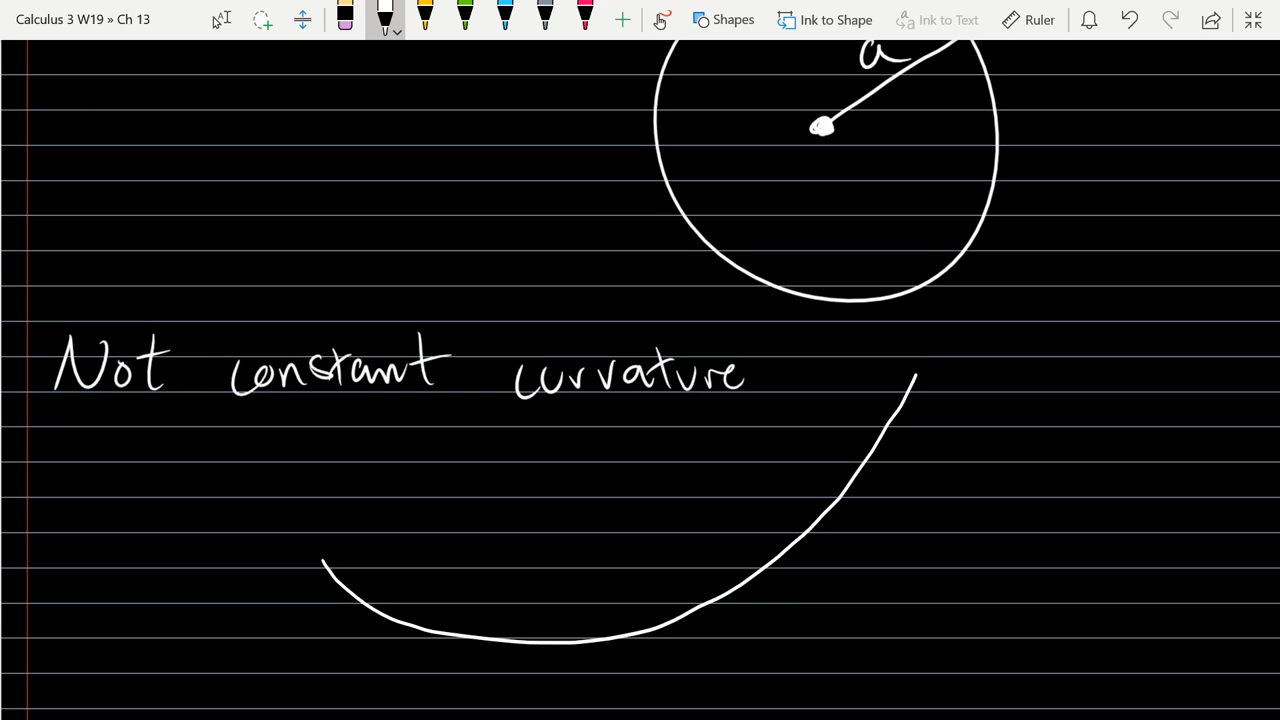 Calculus 3 W19 » Ch 13 Shapes Ink to Shape Ink to Text Ruler
a
Not constant curvature